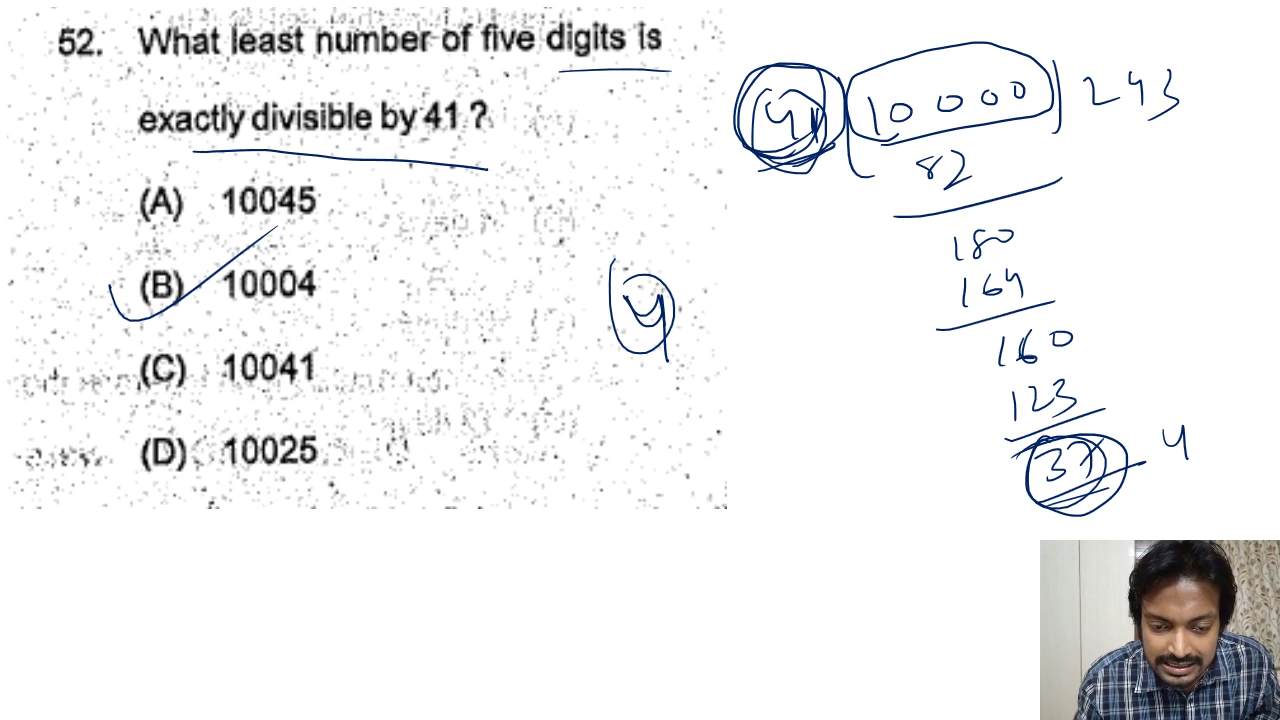 52. What least number of five digits is
exactly divisible by 41 ?
(A) 10045
(B) 10004
(C) 10041
(D) 10025
41 ) 10000 ) 243
82
180
164
160
123
37 4
4